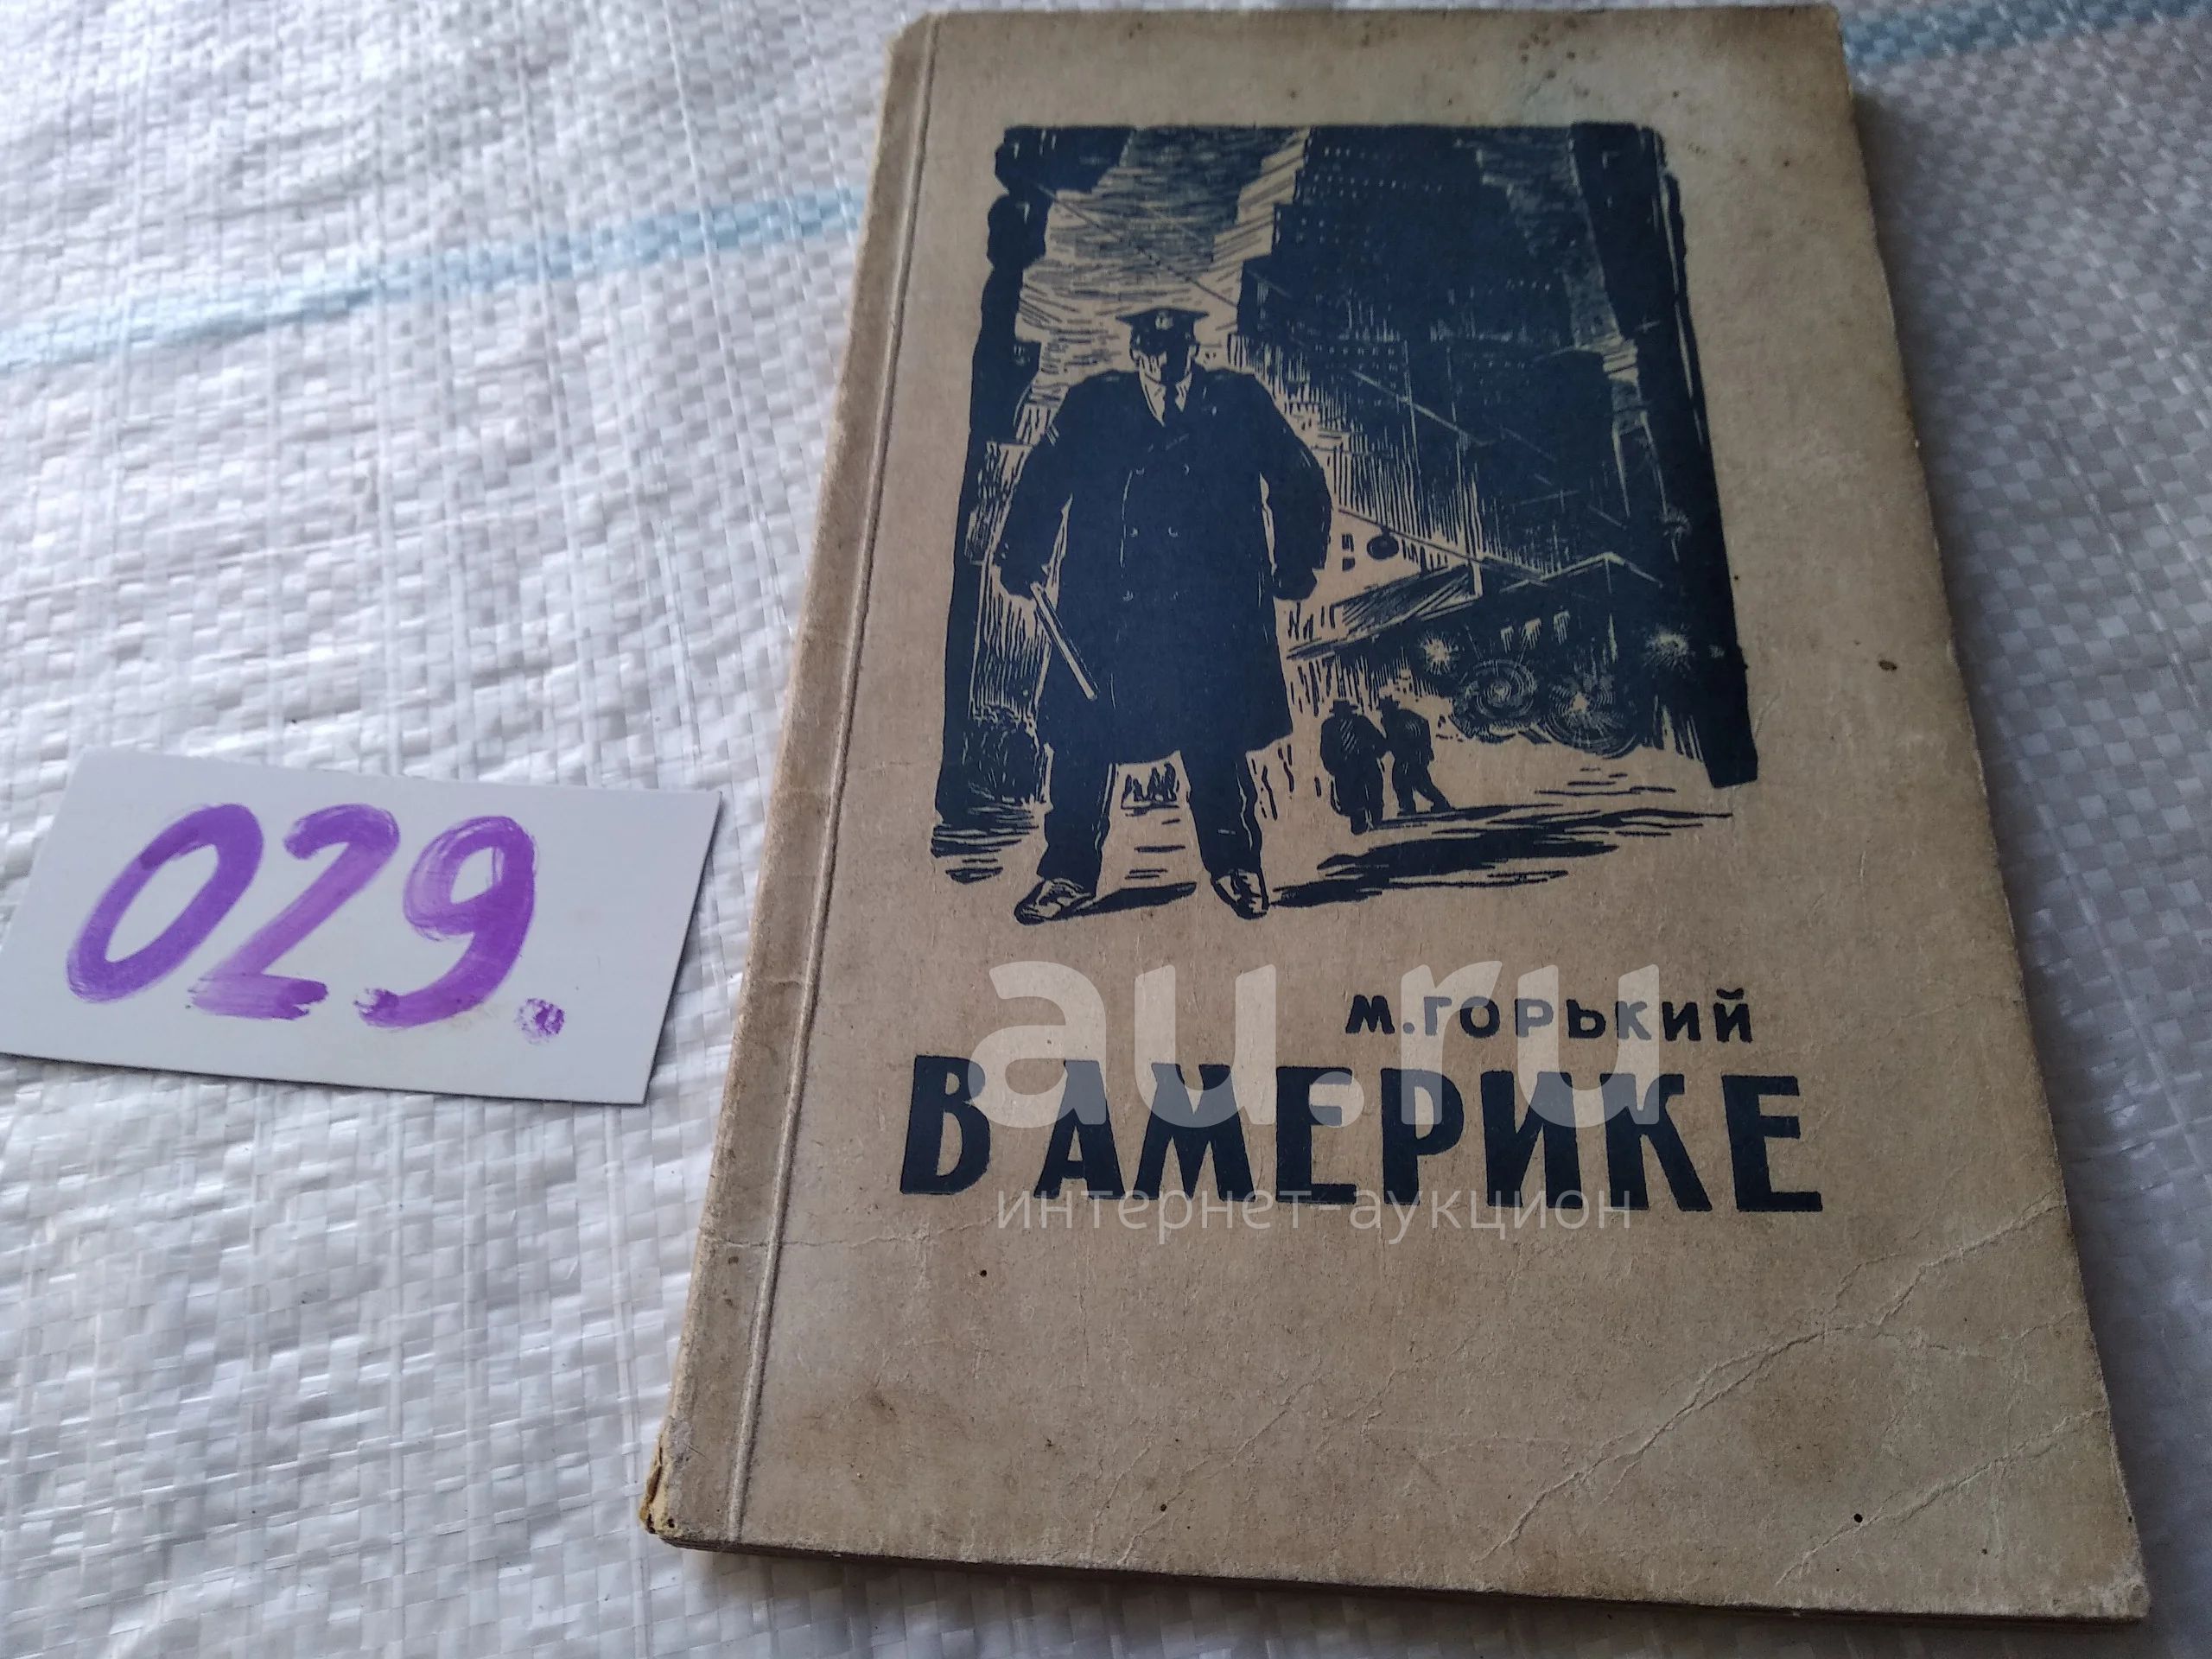 029.
М. ГОРЬКИЙ
В АМЕРИКЕ
au.ru
интернет-аукцион